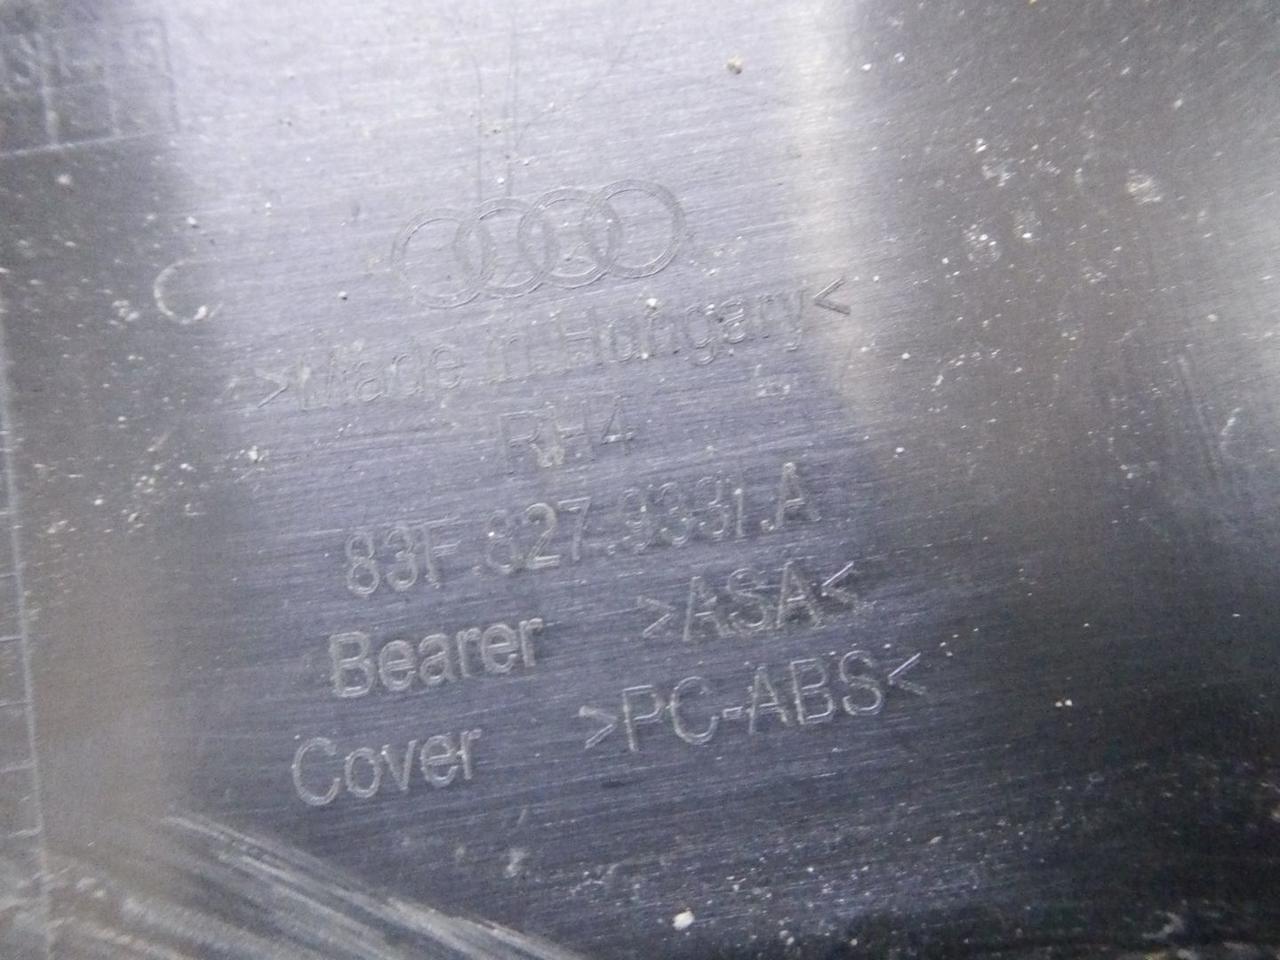 >Made in Hungary<
RH4
83F.827.933.A
Bearer >ASA<
Cover >PC-ABS<